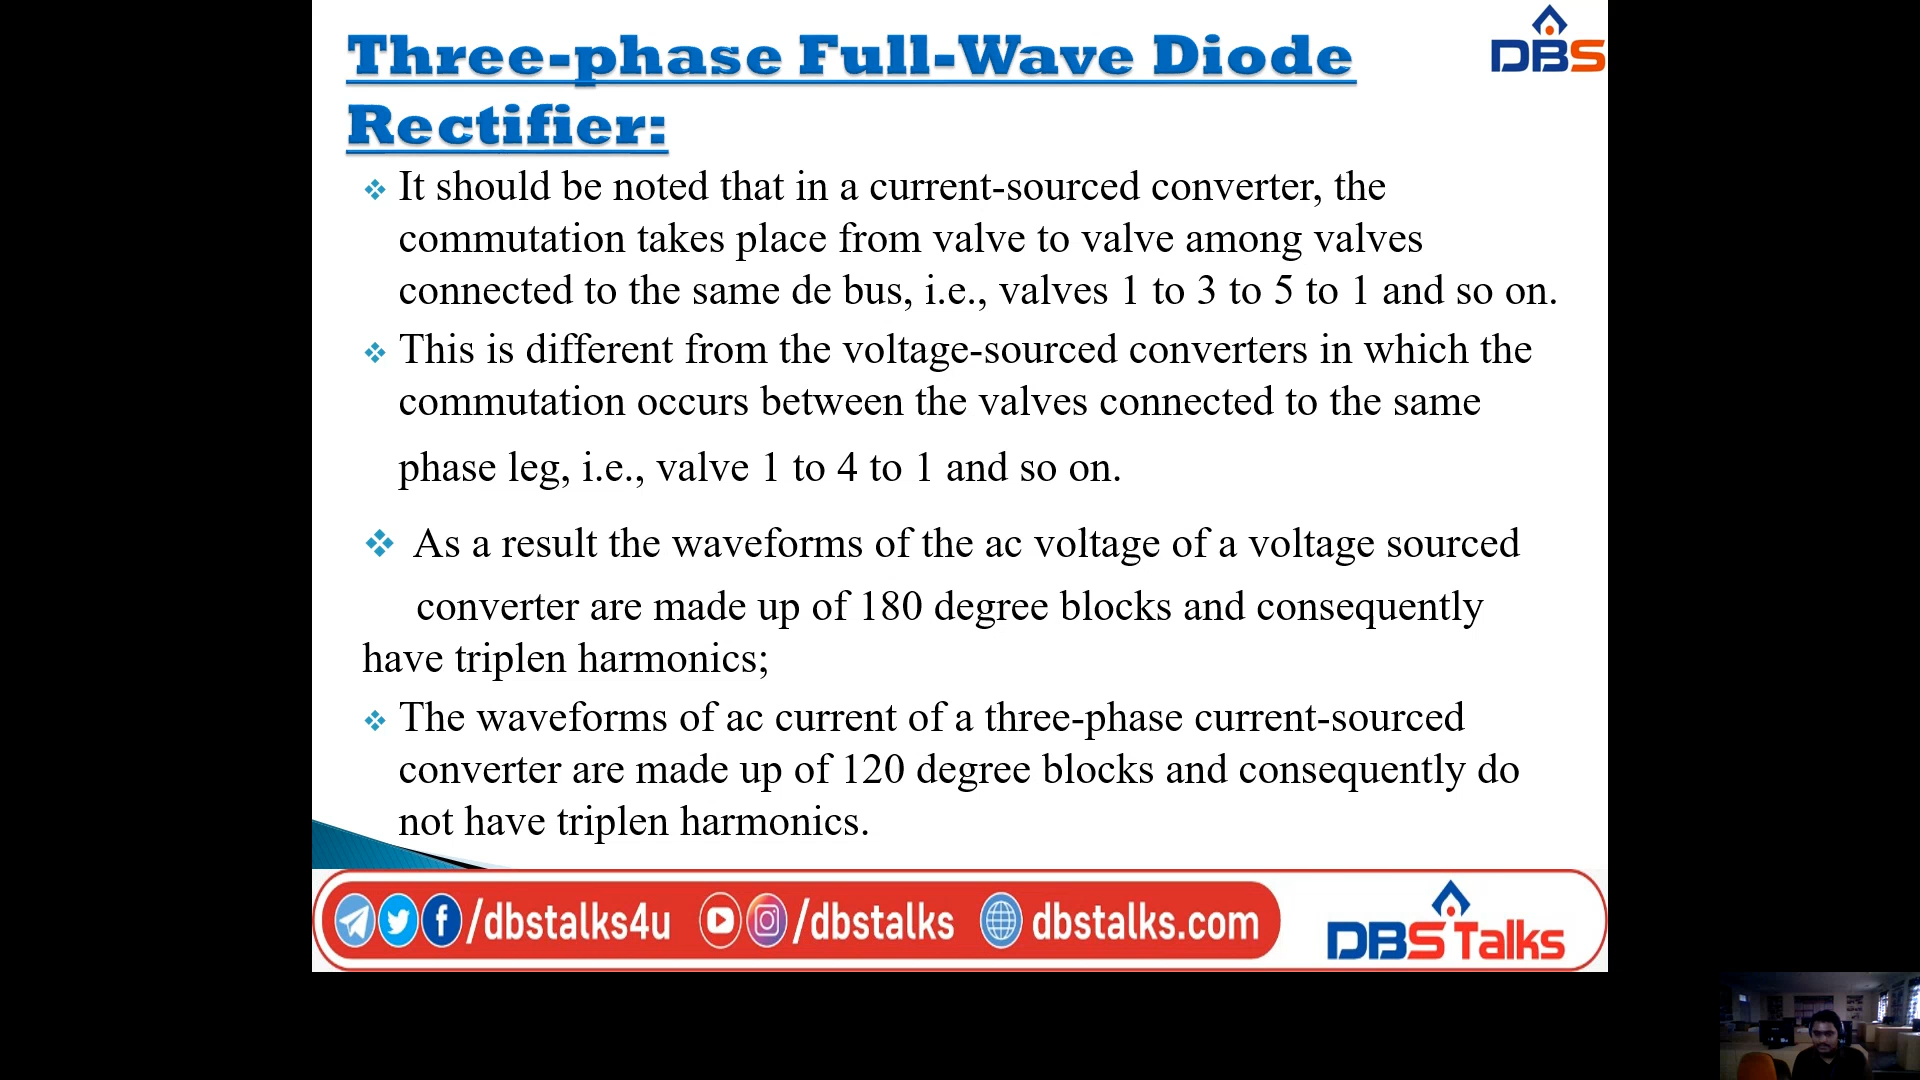 Three-phase Full-Wave Diode
Rectifier:
DBS
It should be noted that in a current-sourced converter, the
commutation takes place from valve to valve among valves
connected to the same de bus, i.e., valves 1 to 3 to 5 to 1 and so on.
This is different from the voltage-sourced converters in which the
commutation occurs between the valves connected to the same
phase leg, i.e., valve 1 to 4 to 1 and so on.
As a result the waveforms of the ac voltage of a voltage sourced
converter are made up of 180 degree blocks and consequently
have triplen harmonics;
The waveforms of ac current of a three-phase current-sourced
converter are made up of 120 degree blocks and consequently do
not have triplen harmonics.
/dbstalks4u /dbstalks dbstalks.com
DBS Talks